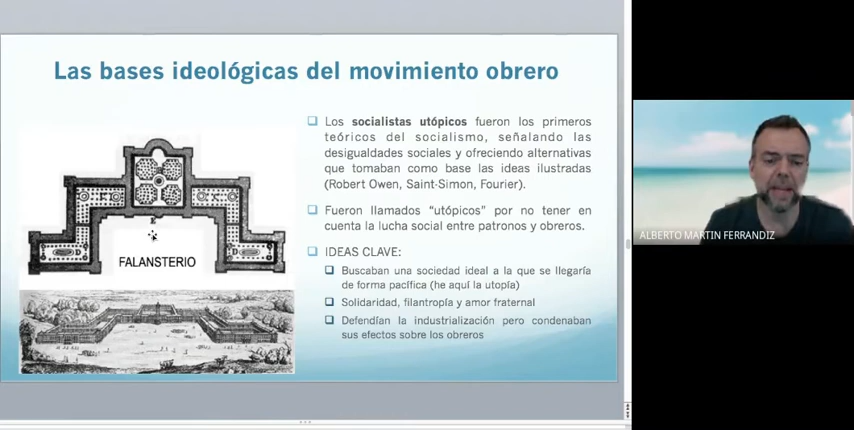 Las bases ideológicas del movimiento obrero
Los socialistas utópicos fueron los primeros
teóricos del socialismo, señalando las
desigualdades sociales y ofreciendo alternativas
que tomaban como base las ideas ilustradas
(Robert Owen, Saint-Simon, Fourier).
Fueron llamados “utópicos” por no tener en
cuenta la lucha social entre patronos y obreros.
IDEAS CLAVE:
Buscaban una sociedad ideal a la que se llegaría
de forma pacífica (he aquí la utopía)
Solidaridad, filantropía y amor fraternal
Defendían la industrialización pero condenaban
sus efectos sobre los obreros
FALANSTERIO
ALBERTO MARTIN FERRANDIZ